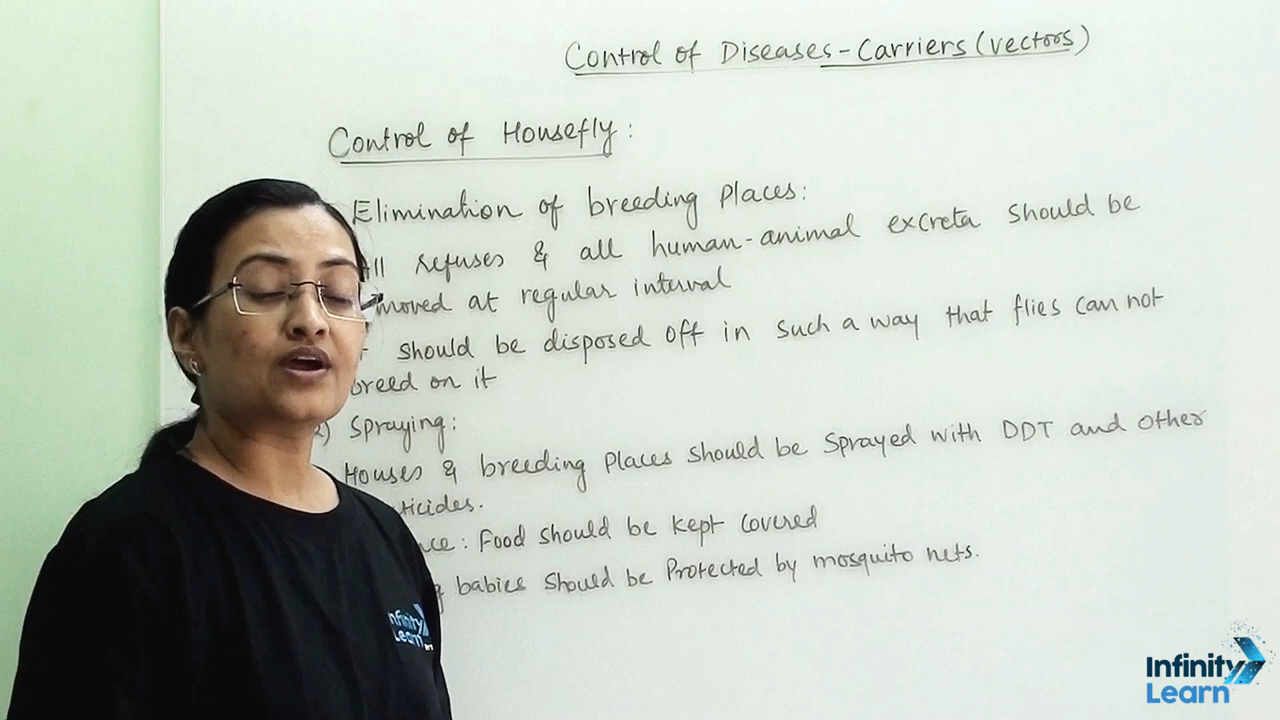 Control of Diseases-Carriers (vectors)
Control of Housefly:
Elimination of breeding Places:
All refuses & all human-animal excreta should be
moved at regular interval
should be disposed off in such a way that flies can not
breed on it
2) Spraying:
Houses & breeding Places should be Sprayed with DDT and other
ticides.
nce: Food should be kept covered
g babies should be Protected by mosquito nets.
Infinity
Learn
Infinity
Learn